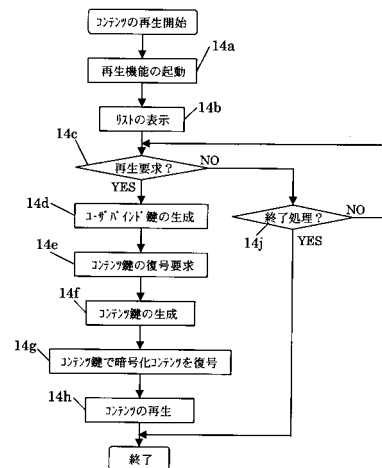 コンテンツの再生開始
14a
再生機能の起動
14b
リストの表示
14c
再生要求?
NO
YES
14d
ユーザバインド鍵の生成
終了処理?
NO
14j
YES
14e
コンテンツ鍵の復号要求
14f
コンテンツ鍵の生成
14g
コンテンツ鍵で暗号化コンテンツを復号
14h
コンテンツの再生
終了